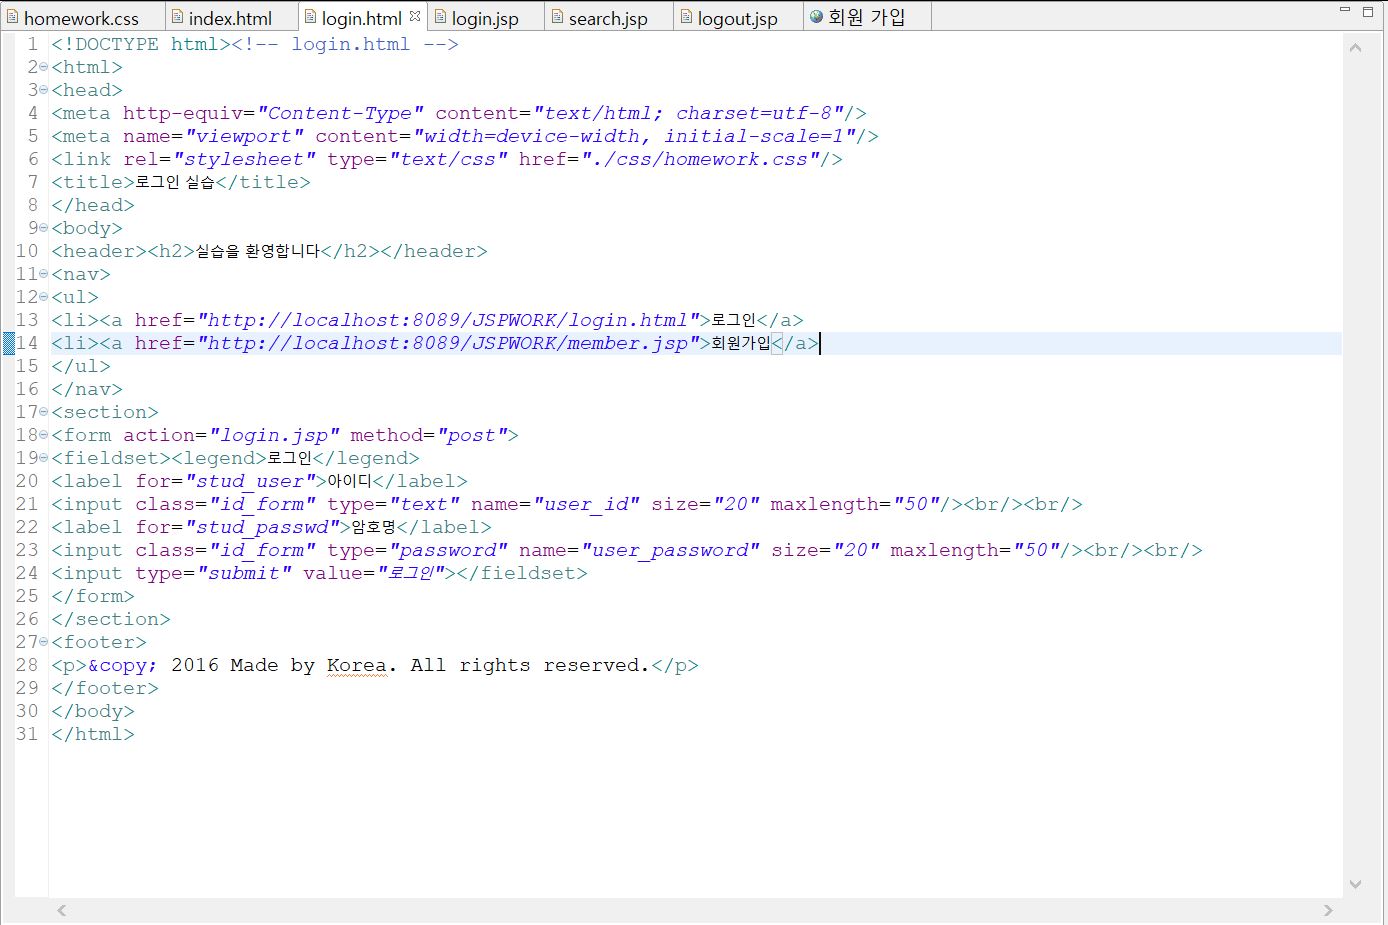 homework.css index.html login.html login.jsp search.jsp logout.jsp 회원 가입
1 <!DOCTYPE html><!-- login.html -->
2 <html>
3 <head>
4 <meta http-equiv="Content-Type" content="text/html; charset=utf-8"/>
5 <meta name="viewport" content="width=device-width, initial-scale=1"/>
6 <link rel="stylesheet" type="text/css" href="./css/homework.css"/>
7 <title>로그인 실습</title>
8 </head>
9 <body>
10 <header><h2>실습을 환영합니다</h2></header>
11 <nav>
12 <ul>
13 <li><a href="http://localhost:8089/JSPWORK/login.html">로그인</a>
14 <li><a href="http://localhost:8089/JSPWORK/member.jsp">회원가입</a>
15 </ul>
16 </nav>
17 <section>
18 <form action="login.jsp" method="post">
19 <fieldset><legend>로그인</legend>
20 <label for="stud_user">아이디</label>
21 <input class="id_form" type="text" name="user_id" size="20" maxlength="50"/><br/><br/>
22 <label for="stud_passwd">암호명</label>
23 <input class="id_form" type="password" name="user_password" size="20" maxlength="50"/><br/><br/>
24 <input type="submit" value="로그인"></fieldset>
25 </form>
26 </section>
27 <footer>
28 <p>&copy; 2016 Made by Korea. All rights reserved.</p>
29 </footer>
30 </body>
31 </html>